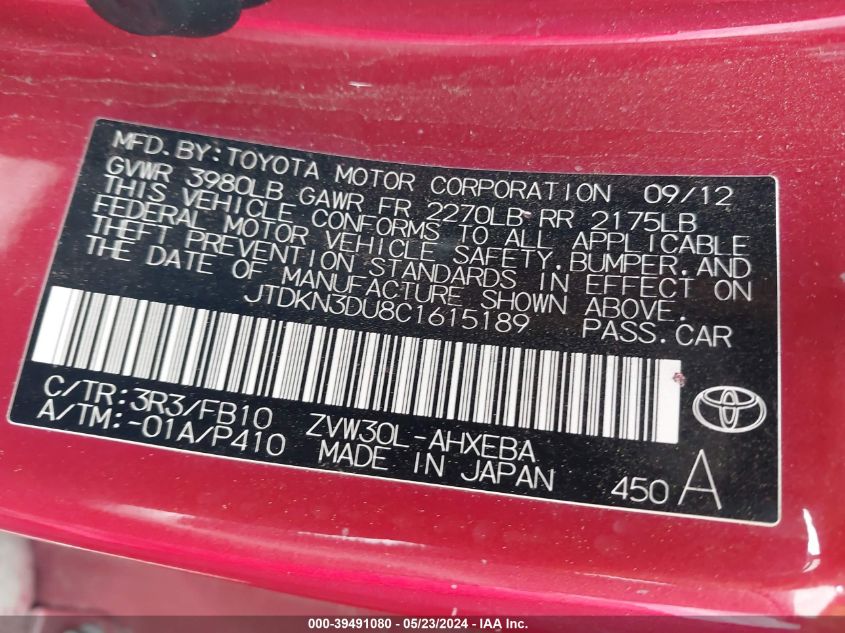 MFD. BY: TOYOTA MOTOR CORPORATION 09/12
GVWR 3980LB GAWR FR 2270LB RR 2175LB
THIS VEHICLE CONFORMS TO ALL APPLICABLE
FEDERAL MOTOR VEHICLE SAFETY, BUMPER, AND
THEFT PREVENTION STANDARDS IN EFFECT ON
THE DATE OF MANUFACTURE SHOWN ABOVE.
JTDKN3DU8C1615189 PASS. CAR
C/TR: 3R3/FB10 ZVW30L-AHXEBA
A/TM: -01A/P410 MADE IN JAPAN 450 A
000-39491080 - 05/23/2024 - IAA Inc.